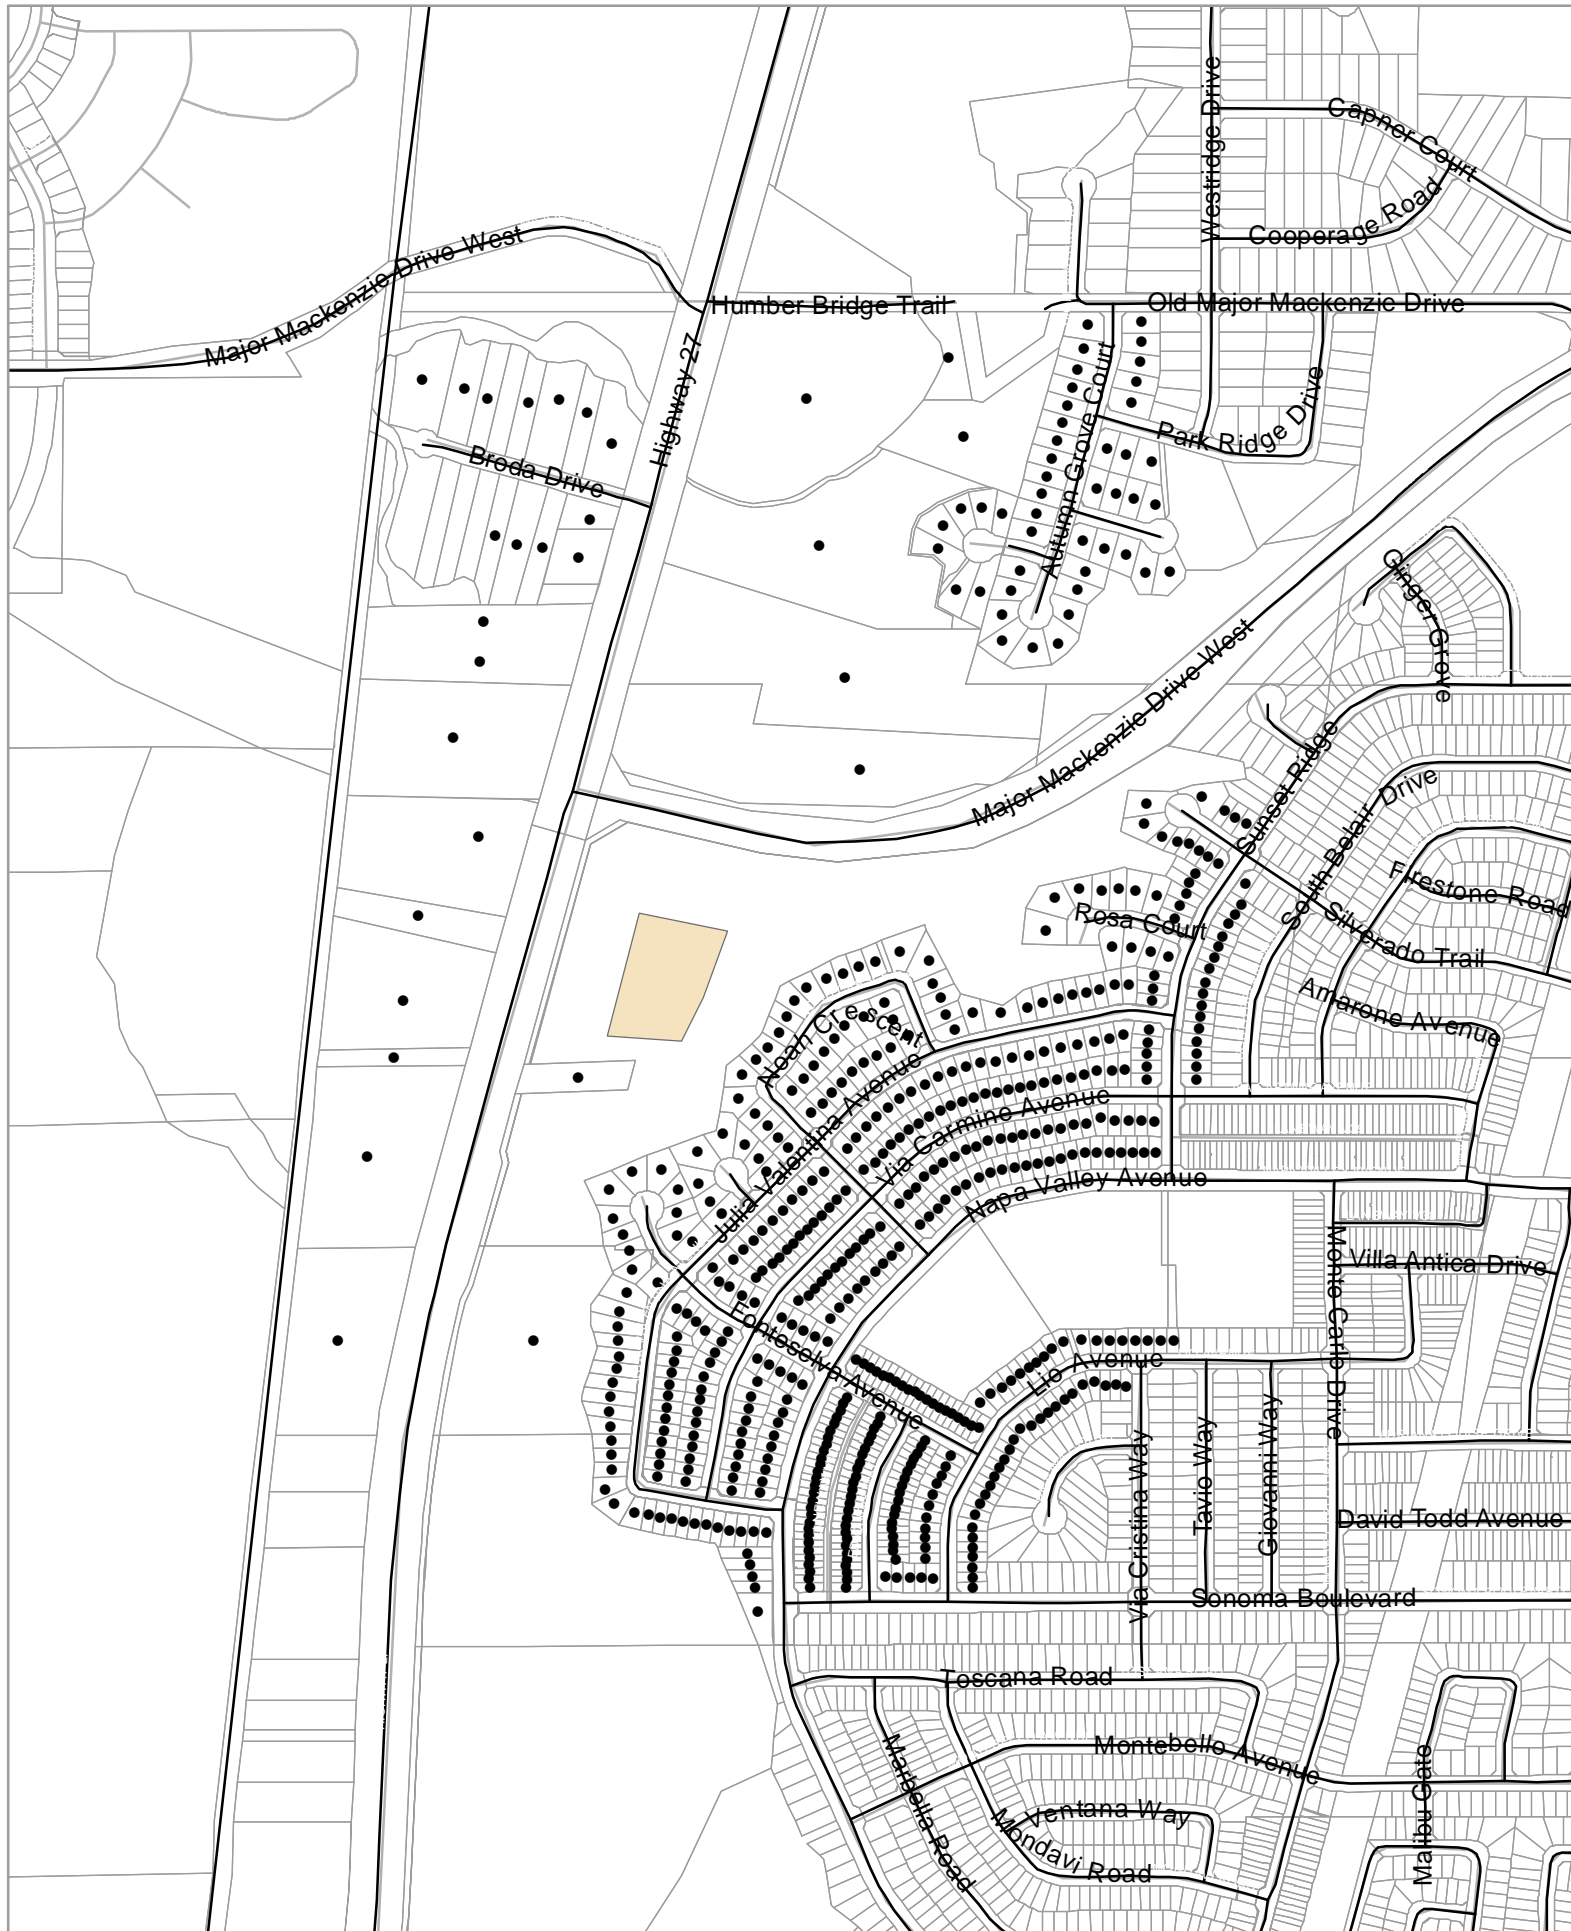 Westridge Drive
Capner Court
Cooperage Road
Major Mackenzie Drive West
Humber Bridge Trail
Old Major Mackenzie Drive
Highway 27
Autumn Grove Court
Park Ridge Drive
Broda Drive
Ginger Grove
Major Mackenzie Drive West
Sunset Ridge
South Belair Drive
Firestone Road
Rosa Court
Silverado Trail
Amarone Avenue
Noah Crescent
Julia Valentina Avenue
Via Carmine Avenue
Napa Valley Avenue
Monte Carlo Drive
Villa Antica Drive
Fontoselva Avenue
Lio Avenue
Via Cristina Way
Tavio Way
Giovanni Way
David Todd Avenue
Sonoma Boulevard
Toscana Road
Montebello Avenue
Marbella Road
Ventana Way
Mondavi Road
Malibu Gate